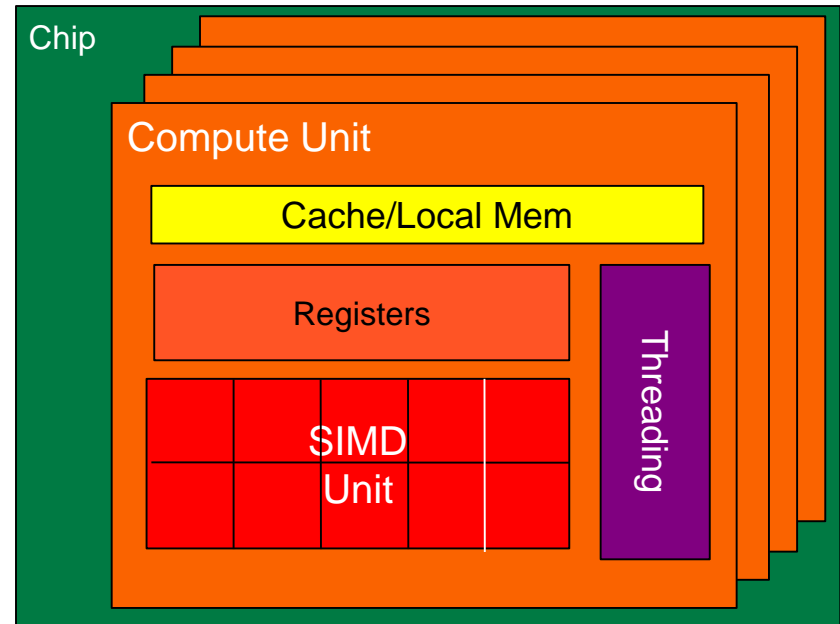 Chip
Compute Unit
Cache/Local Mem
Registers
Threading
SIMD
Unit